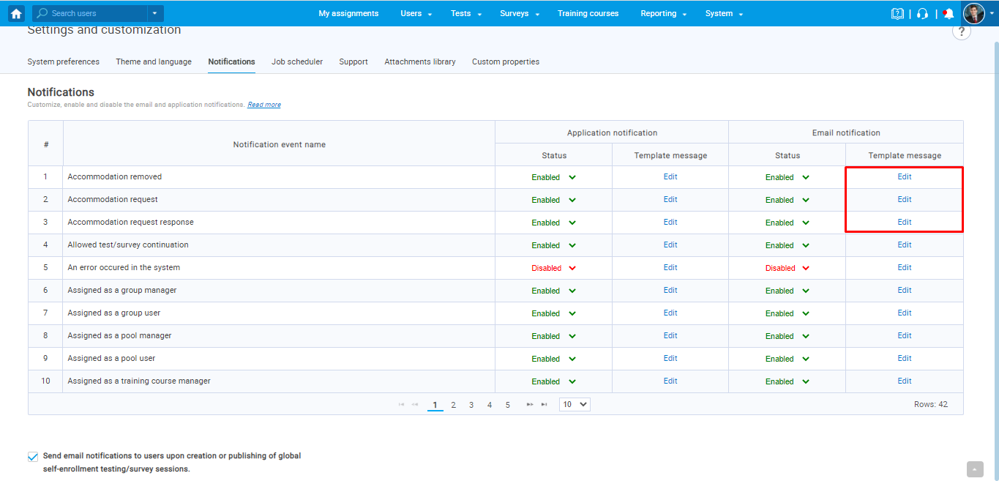 Search users My assignments Users Tests Surveys Training courses Reporting System
Settings and customization
?
System preferences Theme and language Notifications Job scheduler Support Attachments library Custom properties
Notifications
Customize, enable and disable the email and application notifications. Read more
# Notification event name Application notification Email notification
Status Template message Status Template message
1 Accommodation removed Enabled Edit Enabled Edit
2 Accommodation request Enabled Edit Enabled Edit
3 Accommodation request response Enabled Edit Enabled Edit
4 Allowed test/survey continuation Enabled Edit Enabled Edit
5 An error occured in the system Disabled Edit Disabled Edit
6 Assigned as a group manager Enabled Edit Enabled Edit
7 Assigned as a group user Enabled Edit Enabled Edit
8 Assigned as a pool manager Enabled Edit Enabled Edit
9 Assigned as a pool user Enabled Edit Enabled Edit
10 Assigned as a training course manager Enabled Edit Enabled Edit
1 2 3 4 5 10 Rows: 42
Send email notifications to users upon creation or publishing of global
self-enrollment testing/survey sessions.